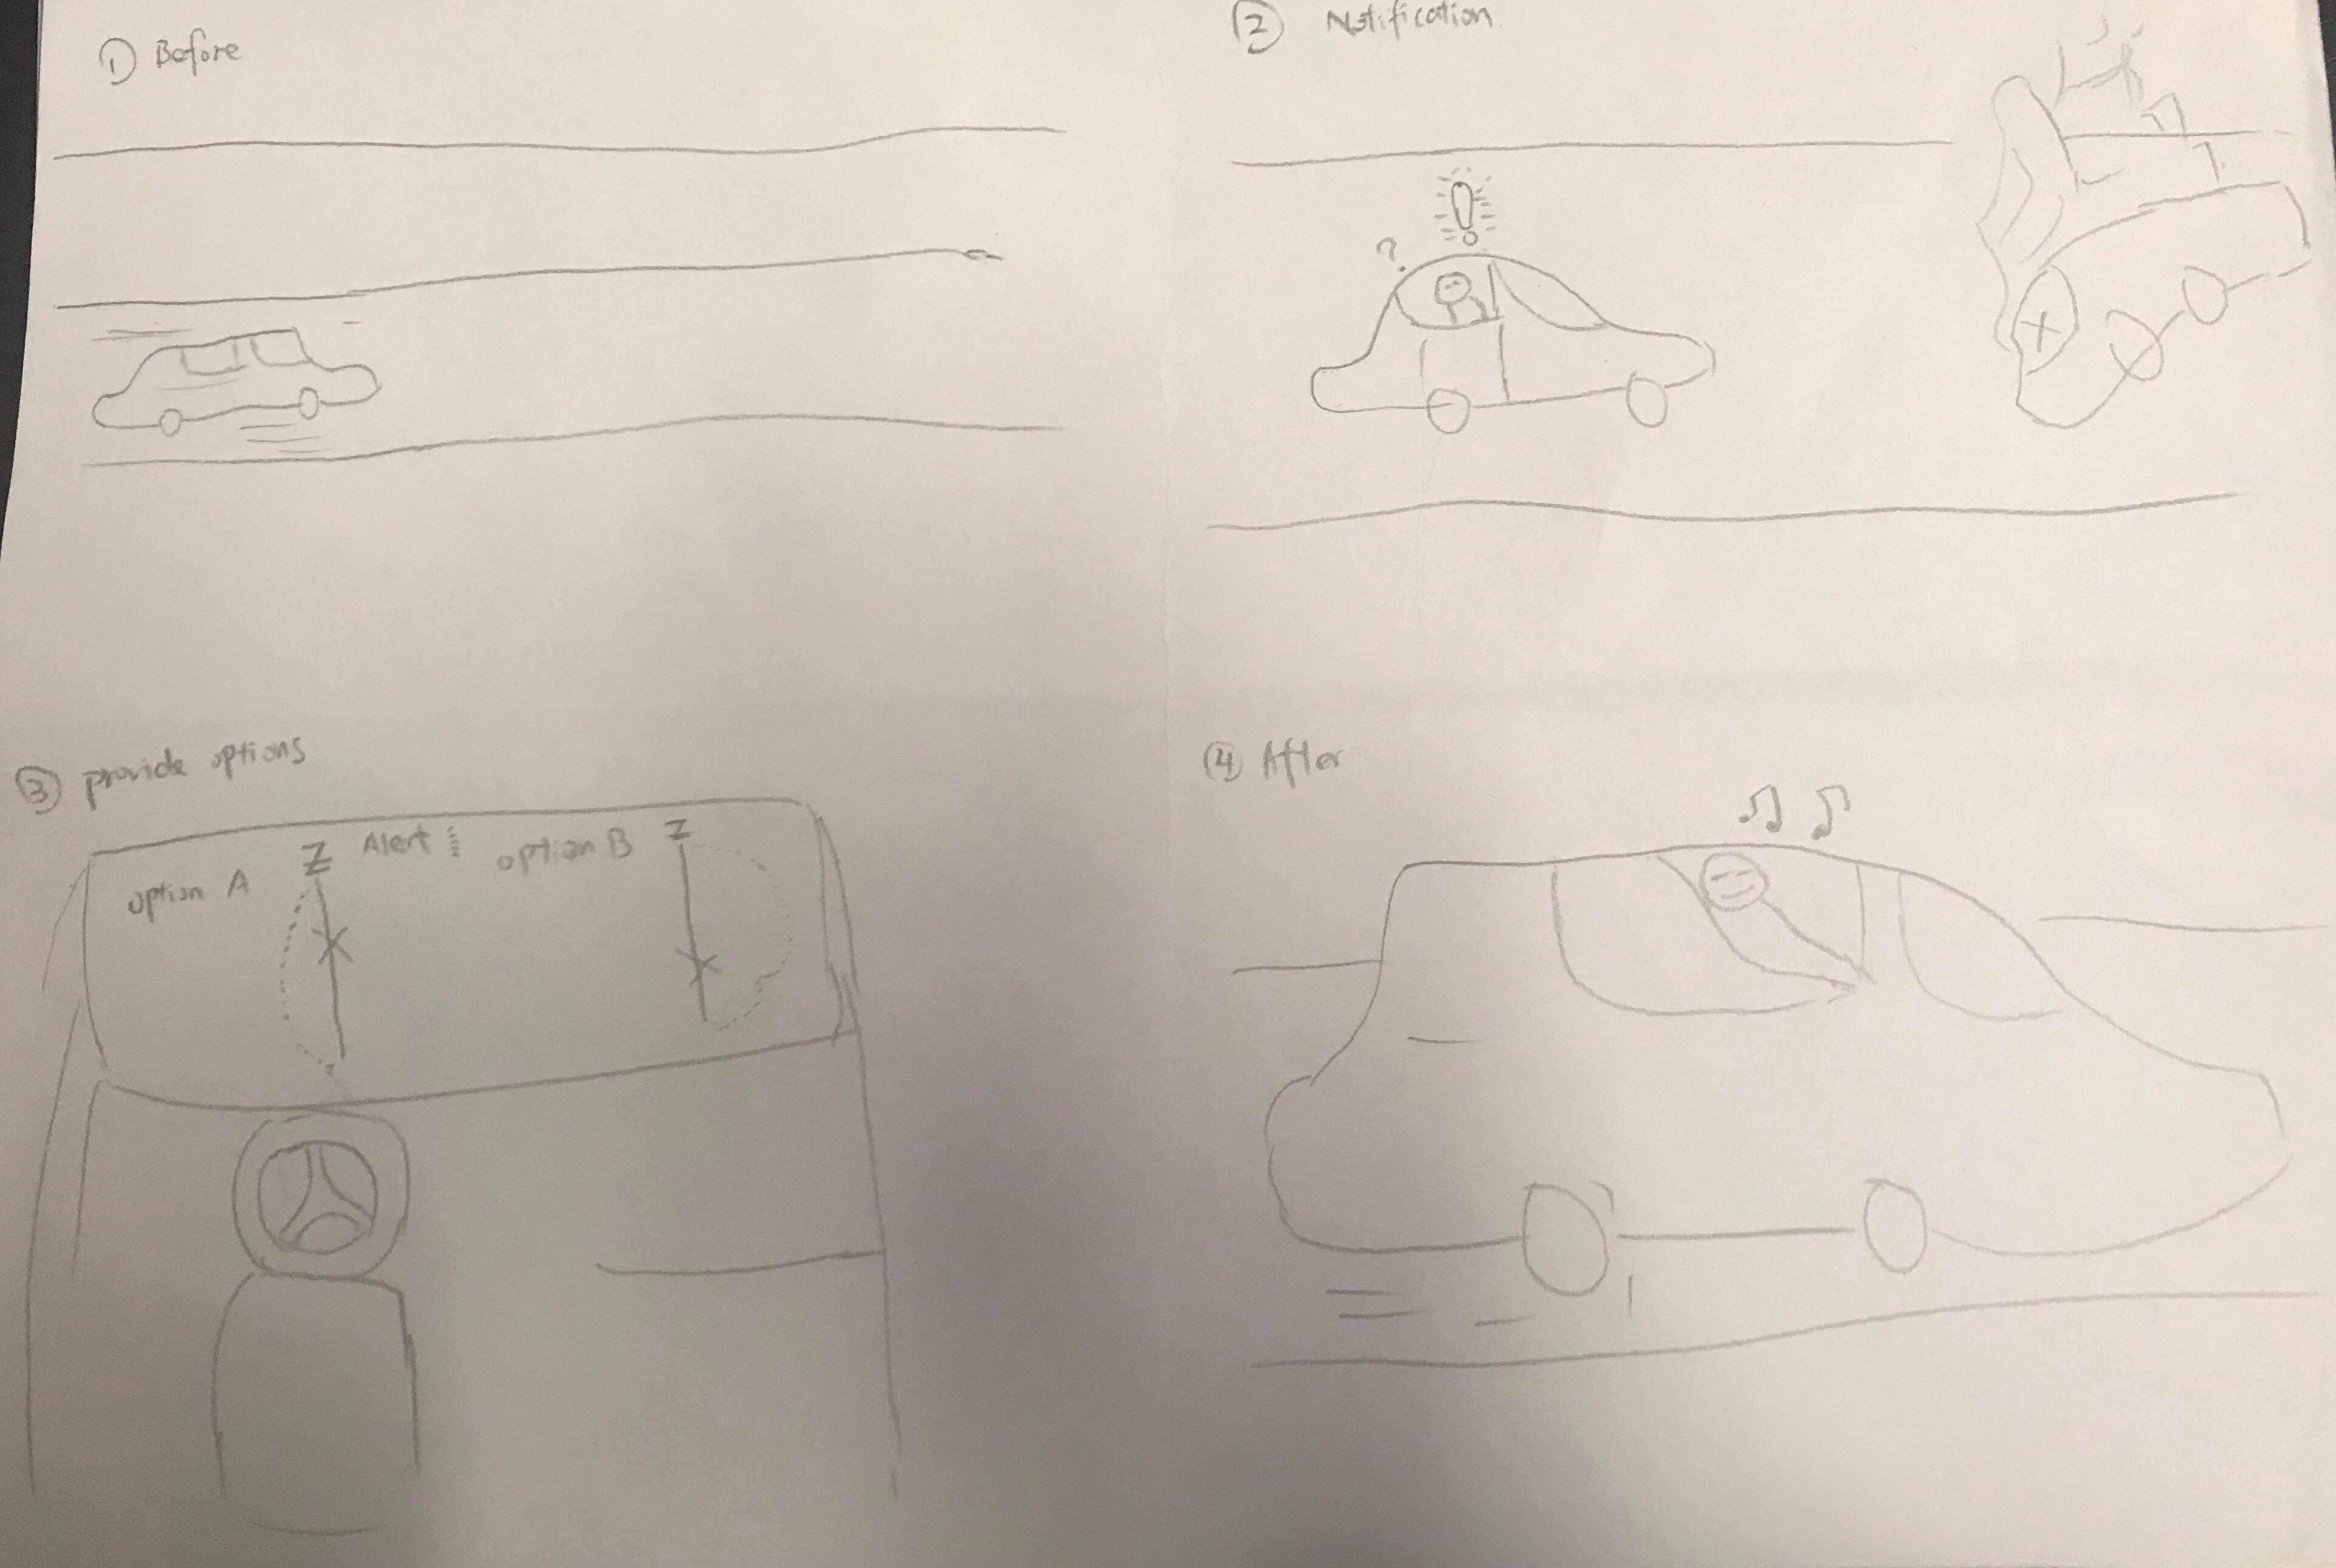 ① Before
② Notification
③ provide options
option A
Z
Alert
option B
Z
④ After